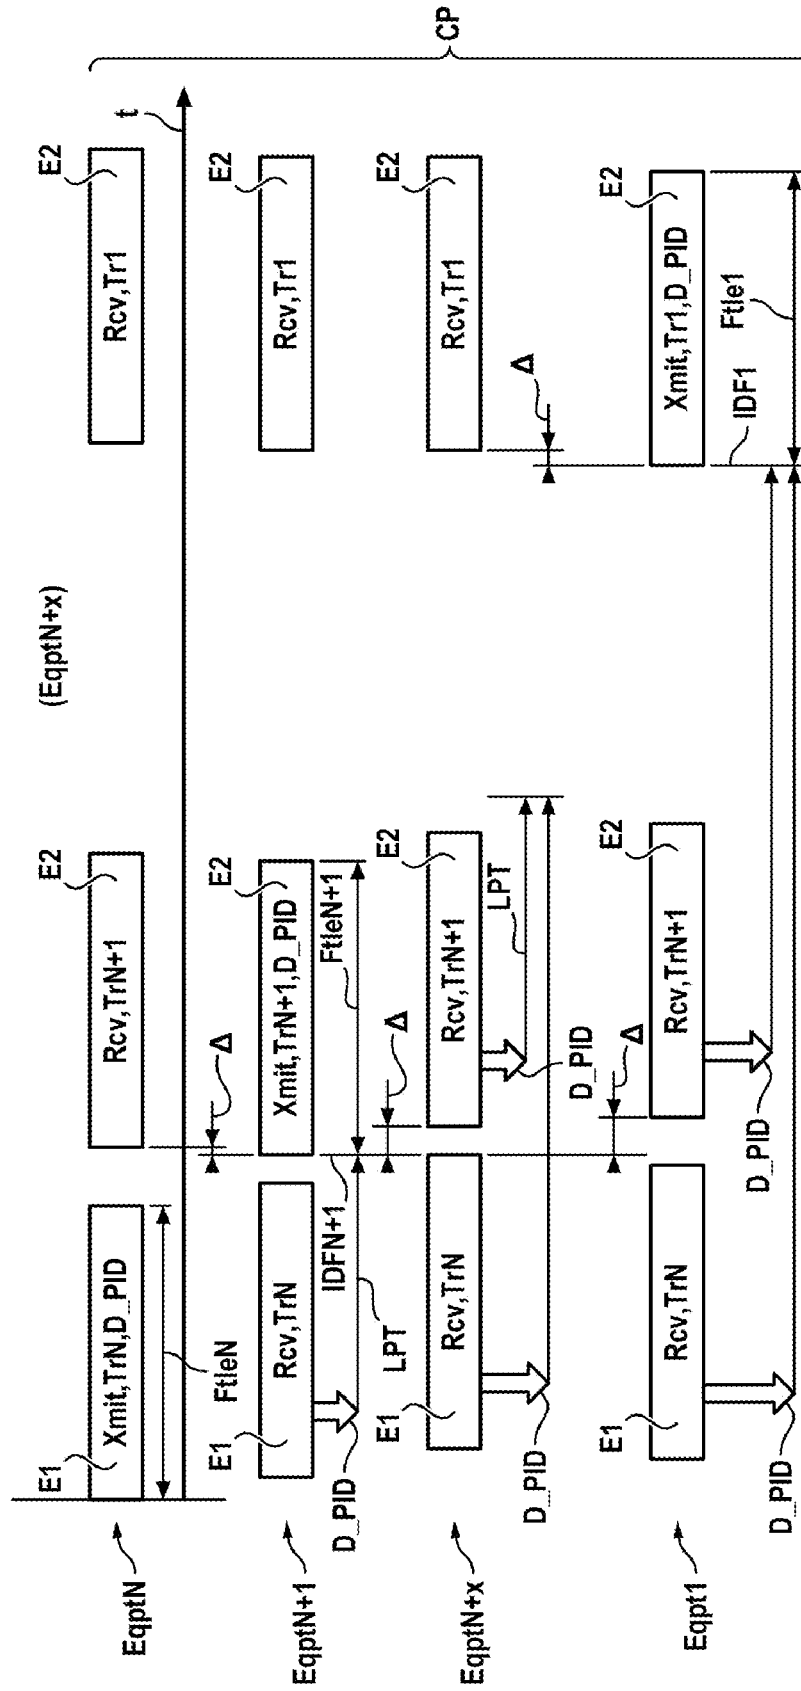 CP
t
(EqptN+x)
EqptN
E1
Xmit,TrN,D_PID
FtleN
E2
Rcv,TrN+1
Δ
E2
Rcv,Tr1
EqptN+1
E1
Rcv,TrN
D_PID
LPT
IDFN+1
E2
Xmit,TrN+1,D_PID
FtleN+1
E2
Rcv,Tr1
EqptN+x
E1
Rcv,TrN
D_PID
Δ
E2
Rcv,TrN+1
D_PID
LPT
E2
Rcv,Tr1
Δ
Eqpt1
E1
Rcv,TrN
D_PID
Δ
E2
Rcv,TrN+1
D_PID
E2
Xmit,Tr1,D_PID
IDF1
Ftle1